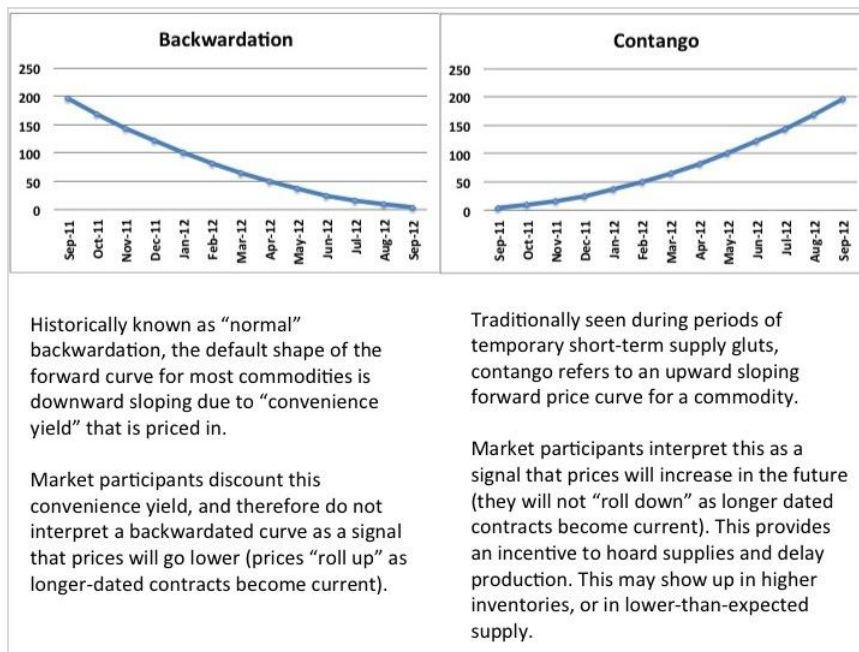 Backwardation
250
200
150
100
50
0
Sep-11
Oct-11
Nov-11
Dec-11
Jan-12
Feb-12
Mar-12
Apr-12
May-12
Jun-12
Jul-12
Aug-12
Sep-12
Contango
250
200
150
100
50
0
Sep-11
Oct-11
Nov-11
Dec-11
Jan-12
Feb-12
Mar-12
Apr-12
May-12
Jun-12
Jul-12
Aug-12
Sep-12
Historically known as “normal”
backwardation, the default shape of the
forward curve for most commodities is
downward sloping due to “convenience
yield” that is priced in.
Market participants discount this
convenience yield, and therefore do not
interpret a backwardated curve as a signal
that prices will go lower (prices “roll up” as
longer-dated contracts become current).
Traditionally seen during periods of
temporary short-term supply gluts,
contango refers to an upward sloping
forward price curve for a commodity.
Market participants interpret this as a
signal that prices will increase in the future
(they will not “roll down” as longer dated
contracts become current). This provides
an incentive to hoard supplies and delay
production. This may show up in higher
inventories, or in lower-than-expected
supply.